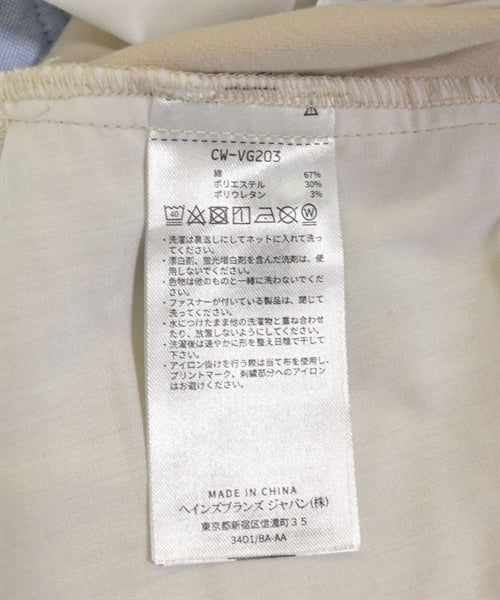 CW-VG203
綿 67%
ポリエステル 30%
ポリウレタン 3%
40 W
・洗濯は裏返しにしてネットに入れて洗っ
てください。
・漂白剤、蛍光増白剤を含んだ洗剤は、使
用しないでください。
・色物は他のものと一緒に洗わないでくだ
さい。
・ファスナーが付いている製品は、閉じて
洗ってください。
・水につけたまま他の洗濯物と重ね合わせ
たり、放置しないようにしてください。
・洗濯後は速やかに形を整え日陰で干して
下さい。
・アイロン掛けを行う際は当て布を使用し、
プリントマーク、刺繍部分へのアイロン
はお避けください。
MADE IN CHINA
ヘインズブランズ ジャパン(株)
東京都新宿区信濃町35
34D1/BA-AA